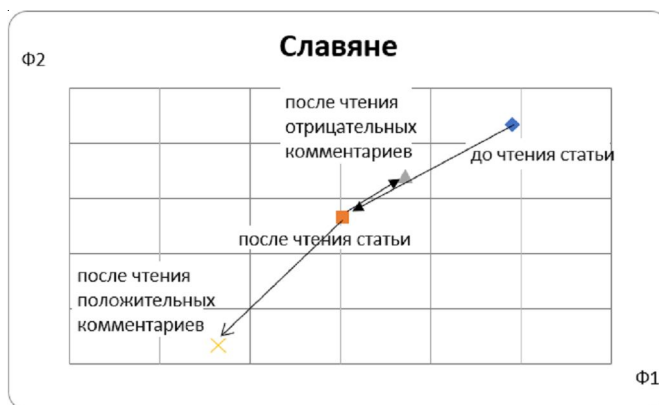 Славяне
Ф2
после чтения
отрицательных
комментариев
до чтения статьи
после чтения статьи
после чтения
положительных
комментариев
Ф1